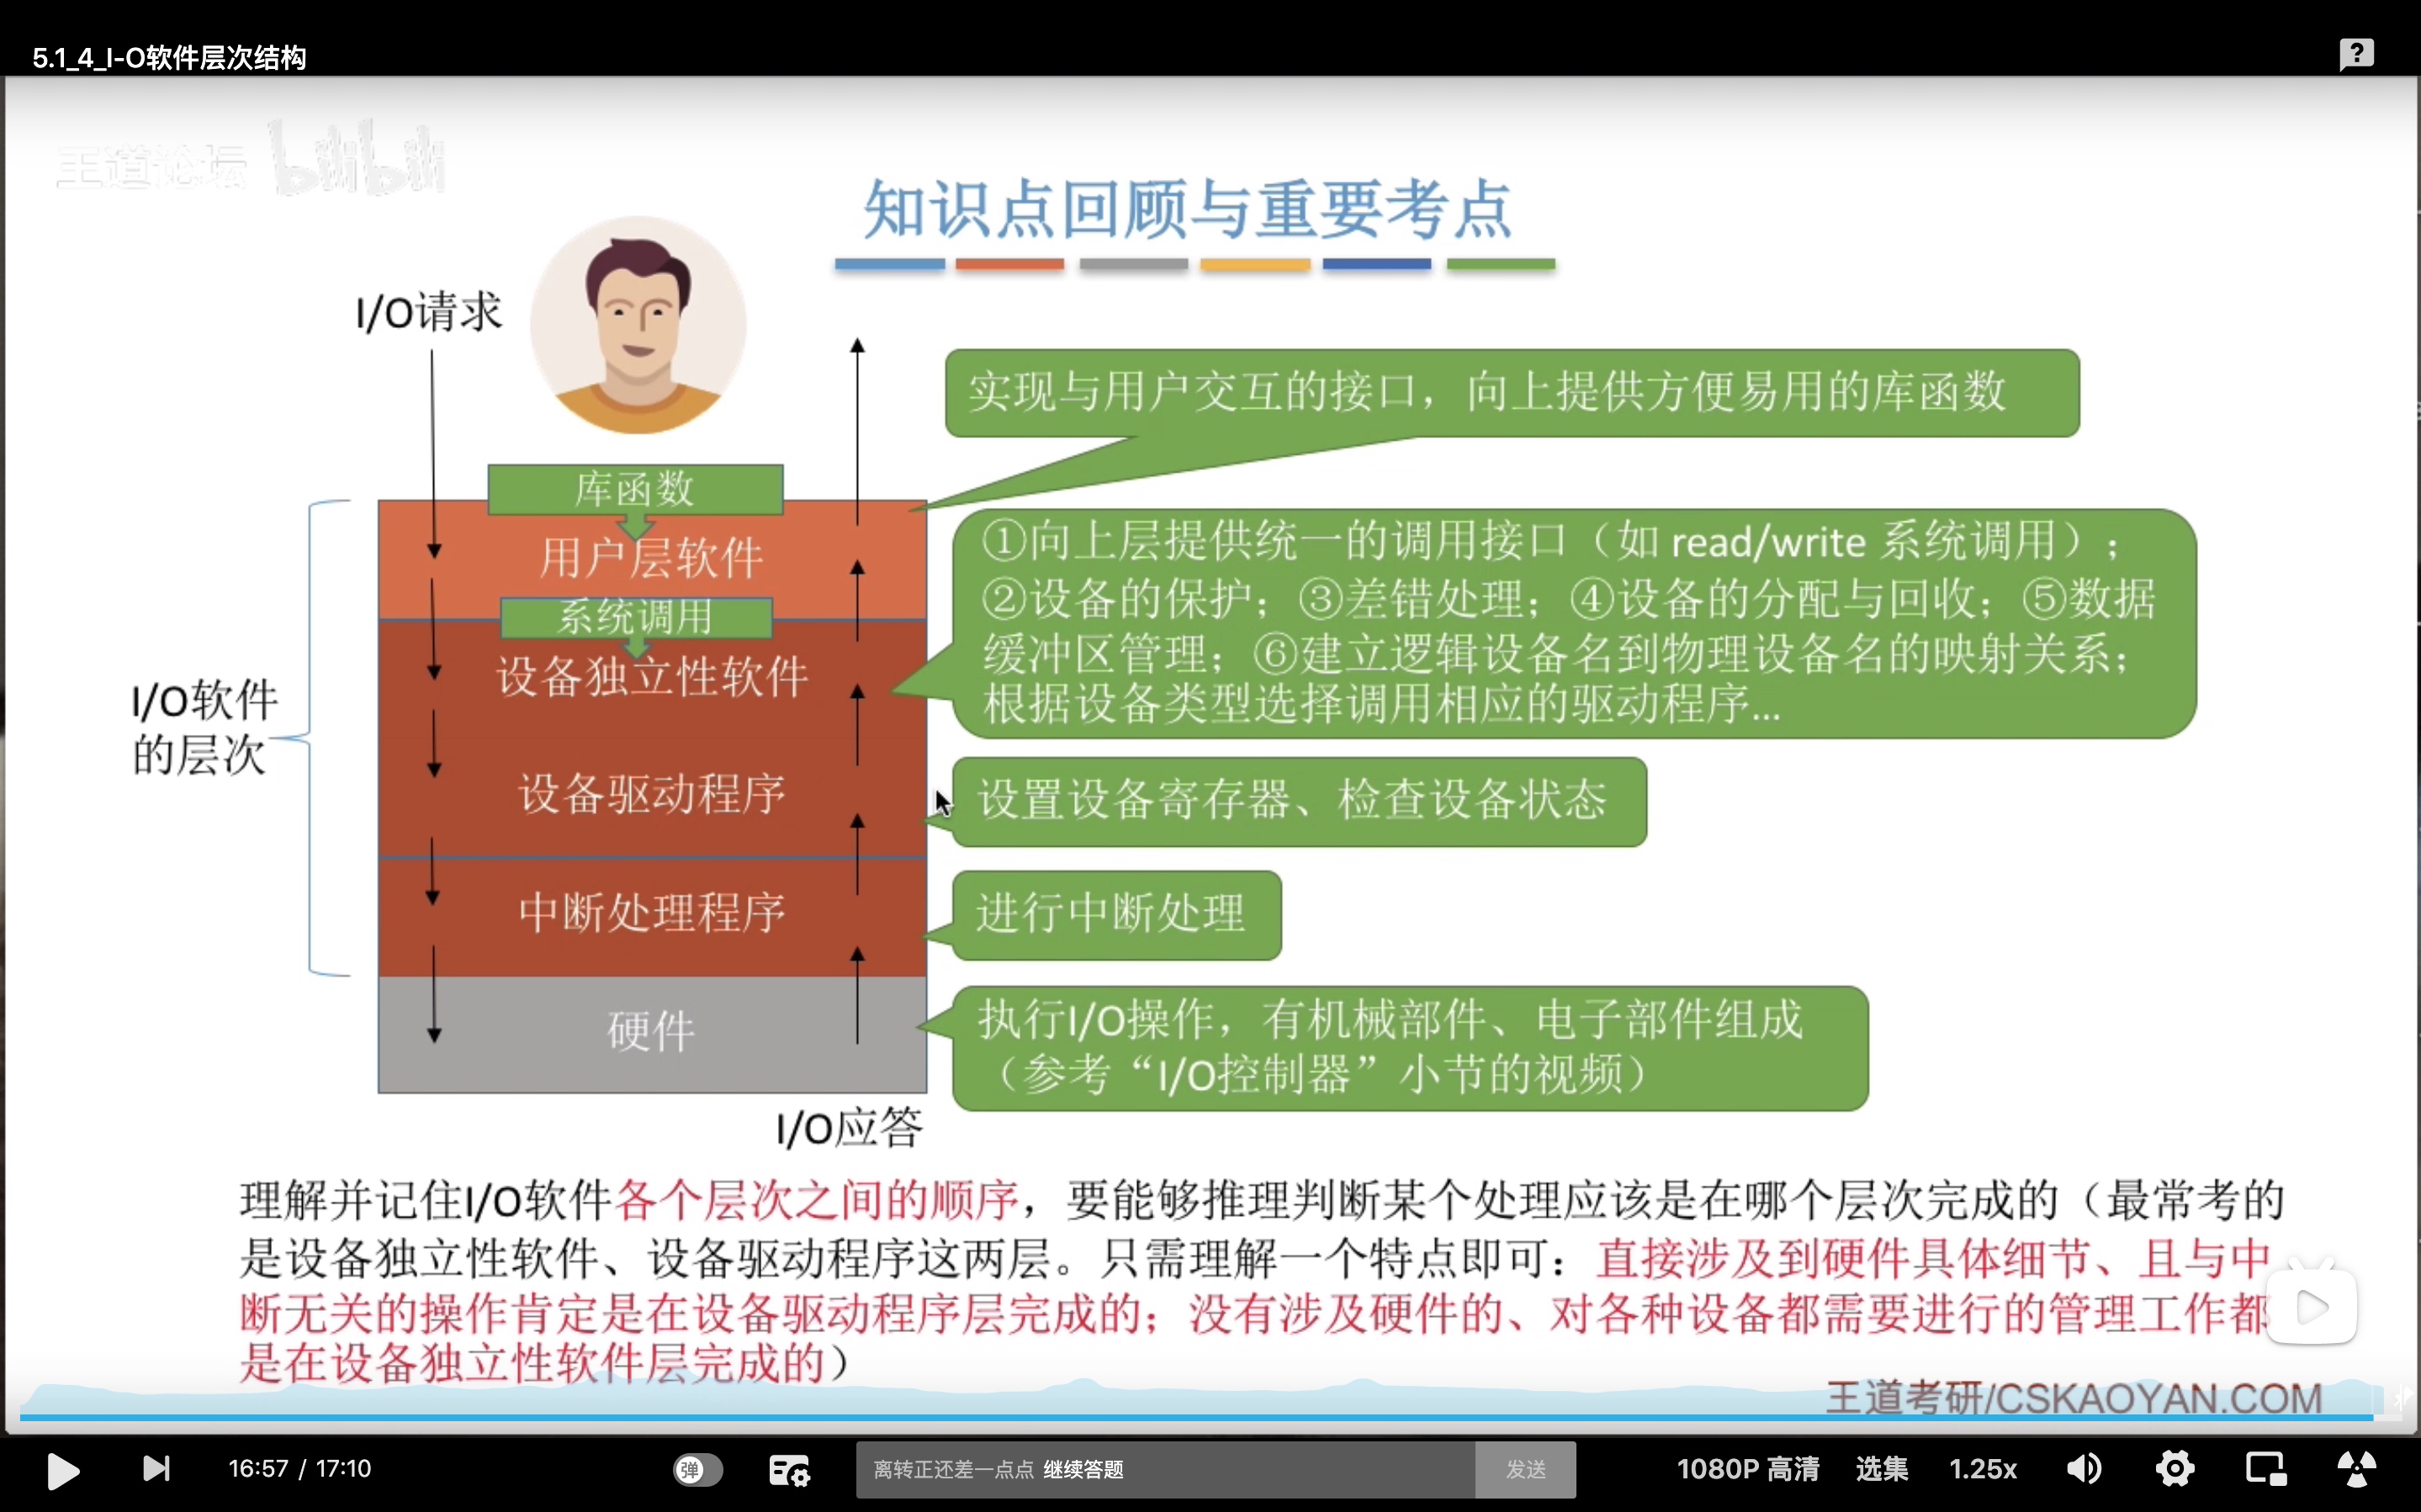 5.1_4_I-O软件层次结构
王道论坛 bilibili
知识点回顾与重要考点
I/O请求
实现与用户交互的接口，向上提供方便易用的库函数
库函数
用户层软件
系统调用
设备独立性软件
①向上层提供统一的调用接口（如 read/write 系统调用）；
②设备的保护；③差错处理；④设备的分配与回收；⑤数据
缓冲区管理；⑥建立逻辑设备名到物理设备名的映射关系；
根据设备类型选择调用相应的驱动程序...
I/O软件
的层次
设备驱动程序
设置设备寄存器、检查设备状态
中断处理程序
进行中断处理
硬件
执行I/O操作，有机械部件、电子部件组成
（参考“I/O控制器”小节的视频）
I/O应答
理解并记住I/O软件各个层次之间的顺序，要能够推理判断某个处理应该是在哪个层次完成的（最常考的
是设备独立性软件、设备驱动程序这两层。只需理解一个特点即可：直接涉及到硬件具体细节、且与中
断无关的操作肯定是在设备驱动程序层完成的；没有涉及硬件的、对各种设备都需要进行的管理工作都
是在设备独立性软件层完成的）
王道考研/CSKAOYAN.COM
16:57 / 17:10
弹
离转正还差一点点 继续答题
发送
1080P 高清
选集
1.25x